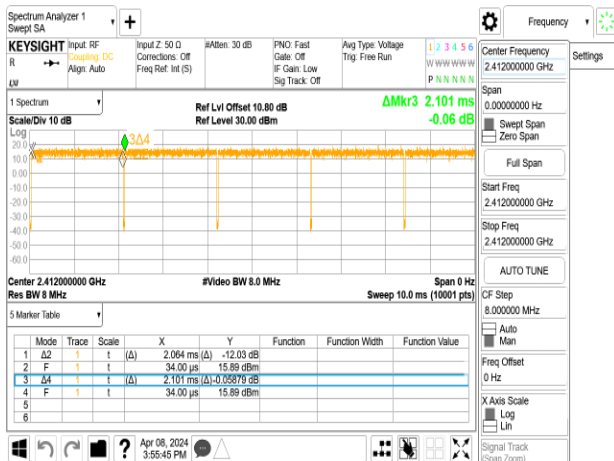 Spectrum Analyzer 1
Swept SA
Frequency
KEYSIGHT
R
Input: RF
Coupling: DC
Align: Auto
Input Z: 50 Ω
Corrections: Off
Freq Ref: Int (S)
#Atten: 30 dB
PNO: Fast
Gate: Off
IF Gain: Low
Sig Track: Off
Avg Type: Voltage
Trig: Free Run
1 2 3 4 5 6
W W W W W W
P N N N N N
Center Frequency
2.412000000 GHz
Settings
Span
0.00000000 Hz
Swept Span
Zero Span
Full Span
Start Freq
2.412000000 GHz
Stop Freq
2.412000000 GHz
AUTO TUNE
CF Step
8.000000 MHz
Auto
Man
Freq Offset
0 Hz
X Axis Scale
Log
Lin
Signal Track
(Span Zoom)
1 Spectrum
Scale/Div 10 dB
Ref Lvl Offset 10.80 dB
Ref Level 30.00 dBm
ΔMkr3 2.101 ms
-0.06 dB
Log
20.0
10.0
0.00
-10.0
-20.0
-30.0
-40.0
-50.0
-60.0
3Δ4
Center 2.412000000 GHz
Res BW 8 MHz
#Video BW 8.0 MHz
Span 0 Hz
Sweep 10.0 ms (10001 pts)
5 Marker Table
Mode Trace Scale X Y Function Function Width Function Value
1 Δ2 1 t (Δ) 2.064 ms (Δ) -12.03 dB
2 F 1 t 34.00 µs 15.89 dBm
3 Δ4 1 t (Δ) 2.101 ms (Δ) -0.05879 dB
4 F 1 t 34.00 µs 15.89 dBm
5
6
?
Apr 08, 2024
3:55:45 PM